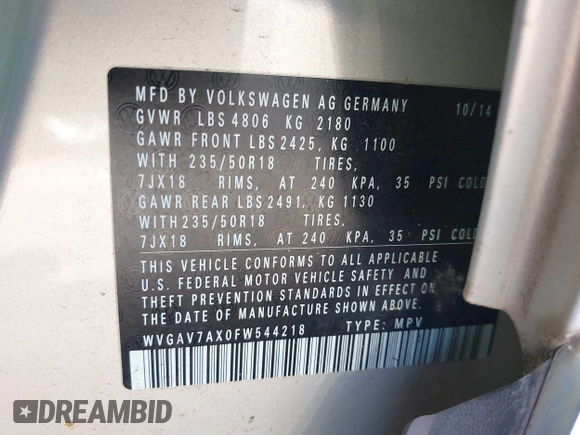 MFD BY VOLKSWAGEN AG GERMANY 10/14
GVWR LBS 4806 KG 2180
GAWR FRONT LBS 2425, KG 1100
WITH 235/50R18 TIRES,
7JX18 RIMS, AT 240 KPA, 35 PSI COLD
GAWR REAR LBS 2491, KG 1130
WITH 235/50R18 TIRES,
7JX18 RIMS, AT 240 KPA, 35 PSI COLD
THIS VEHICLE CONFORMS TO ALL APPLICABLE
U.S. FEDERAL MOTOR VEHICLE SAFETY AND
THEFT PREVENTION STANDARDS IN EFFECT ON
THE DATE OF MANUFACTURE SHOWN ABOVE.
WVGAV7AX0FW544218 TYPE: MPV
DREAMBID